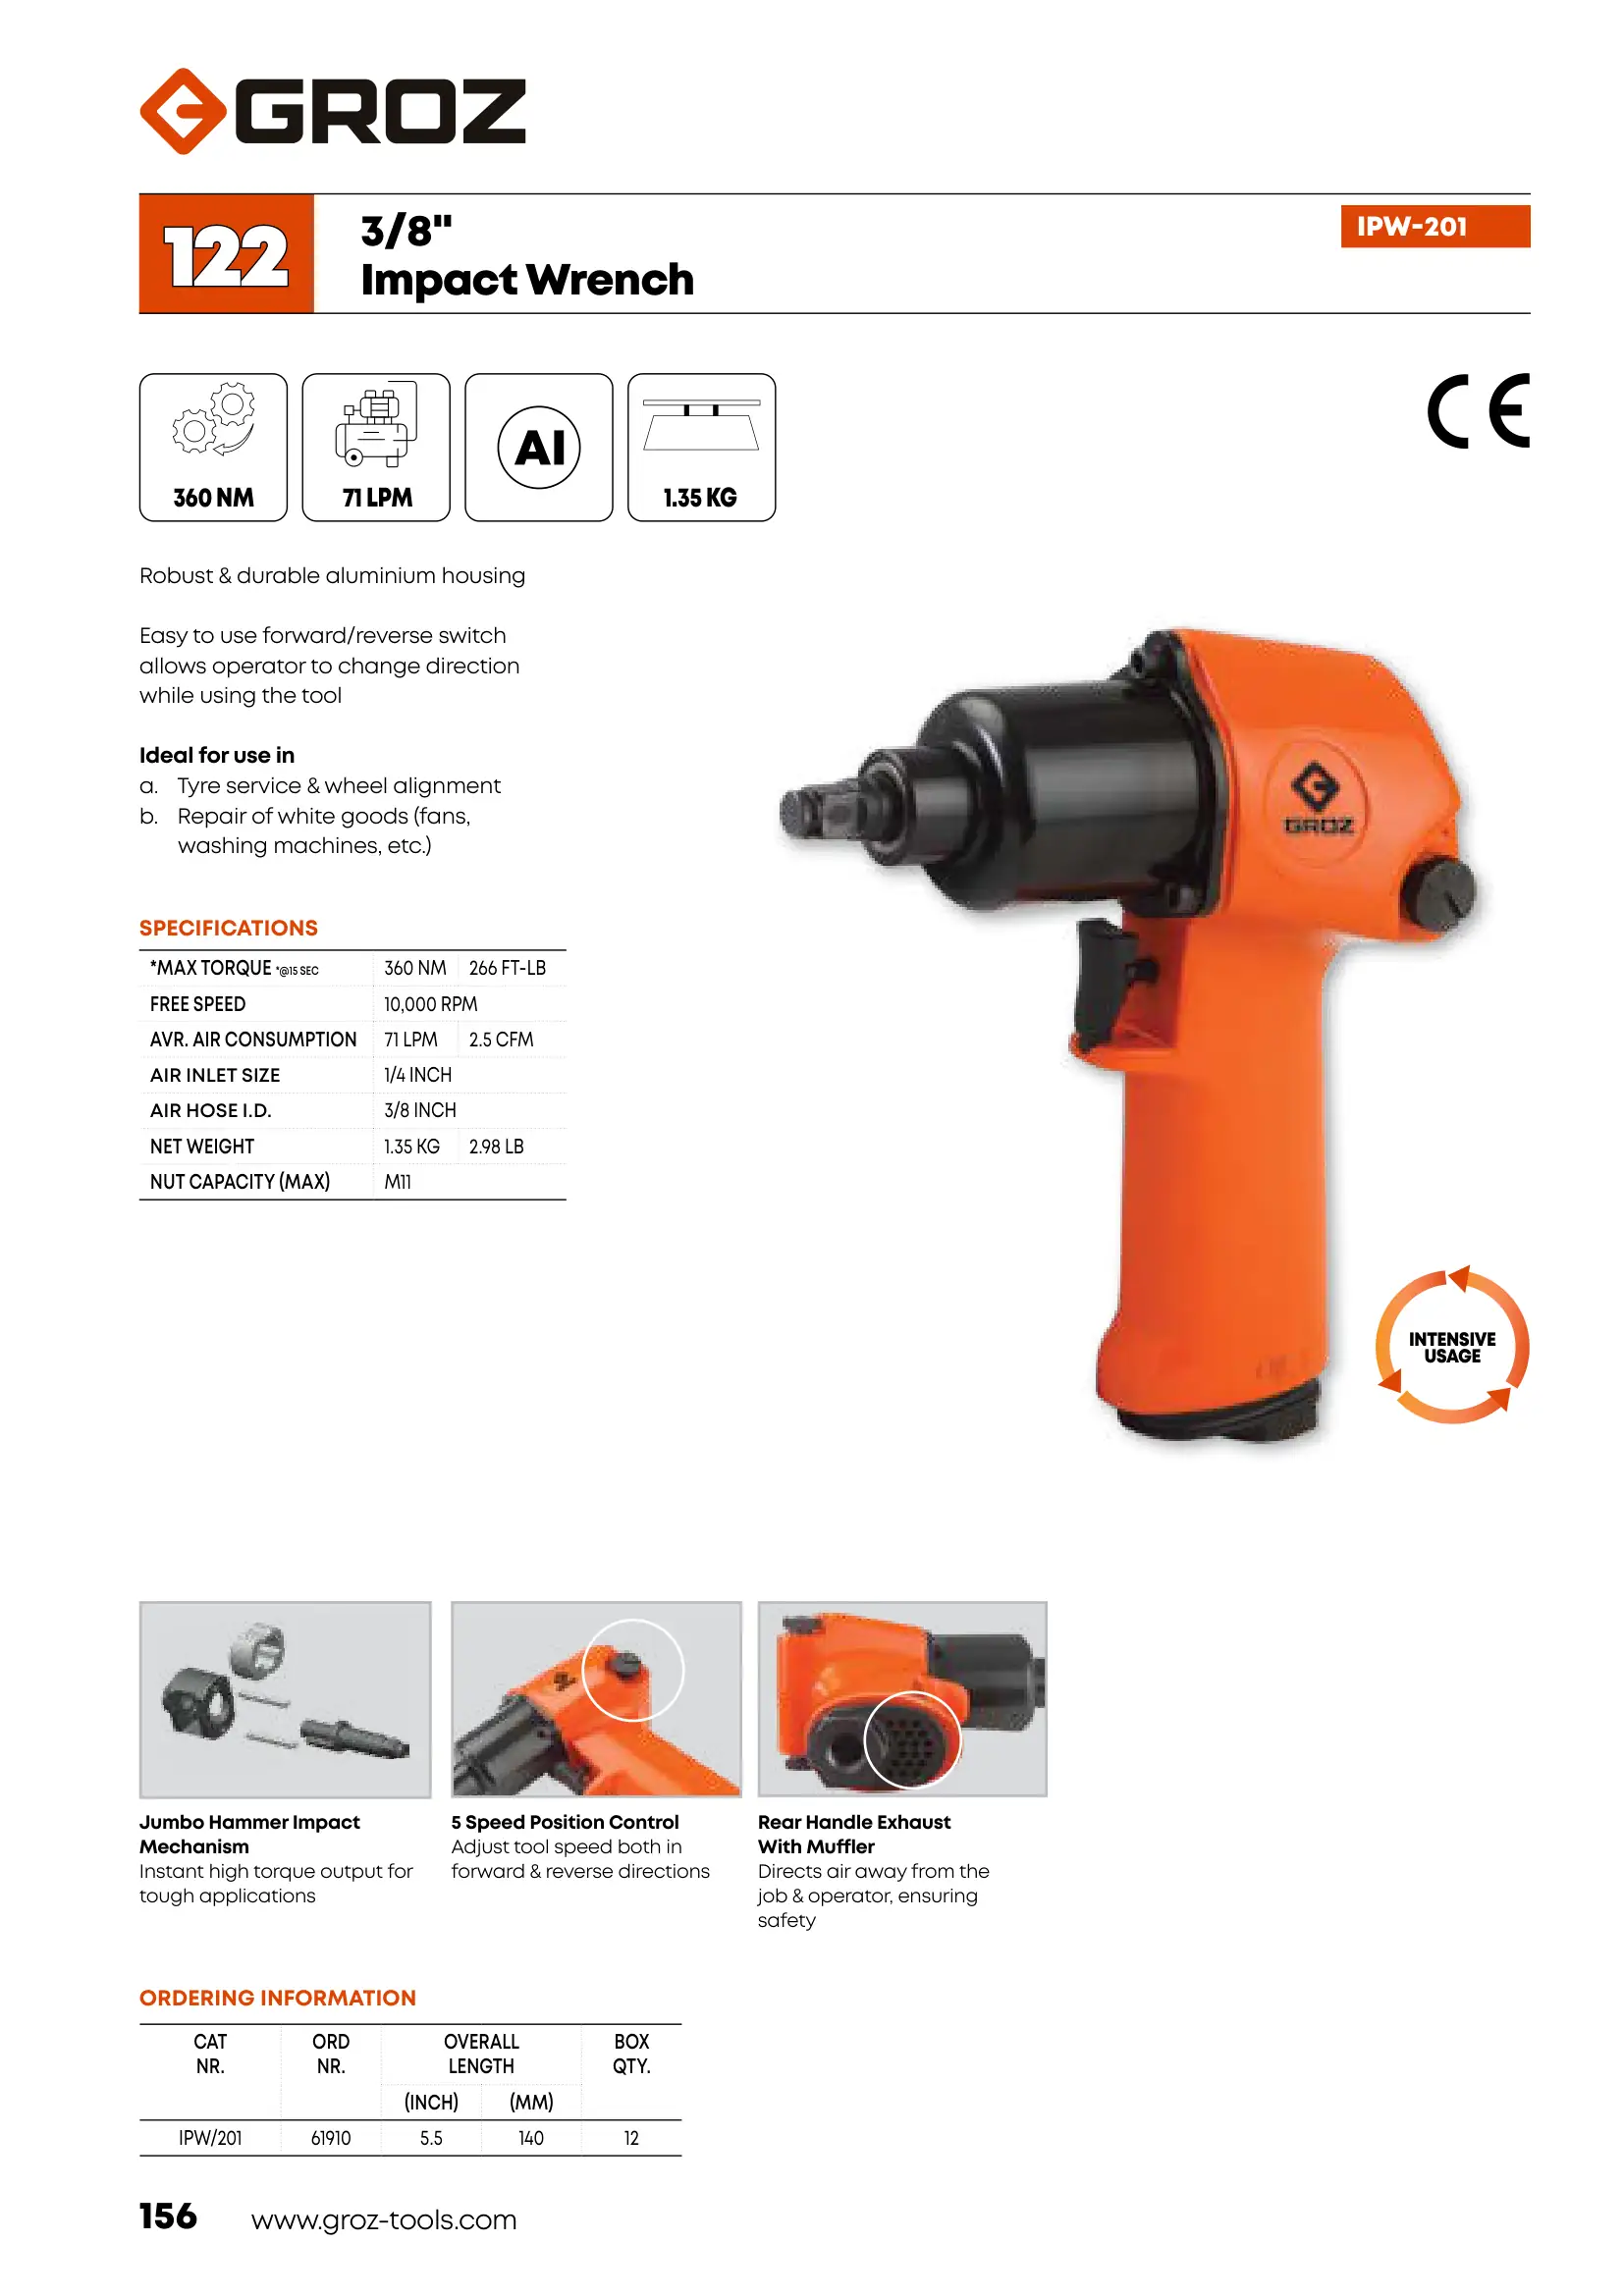 GROZ
122
3/8"
Impact Wrench
IPW-201
360 NM
71 LPM
Al
1.35 KG
CE
Robust & durable aluminium housing
Easy to use forward/reverse switch
allows operator to change direction
while using the tool
Ideal for use in
a. Tyre service & wheel alignment
b. Repair of white goods (fans,
washing machines, etc.)
GROZ
SPECIFICATIONS
*MAX TORQUE *@15 SEC 360 NM 266 FT-LB
FREE SPEED 10,000 RPM
AVR. AIR CONSUMPTION 71 LPM 2.5 CFM
AIR INLET SIZE 1/4 INCH
AIR HOSE I.D. 3/8 INCH
NET WEIGHT 1.35 KG 2.98 LB
NUT CAPACITY (MAX) M11
INTENSIVE
USAGE
Jumbo Hammer Impact
Mechanism
Instant high torque output for
tough applications
5 Speed Position Control
Adjust tool speed both in
forward & reverse directions
Rear Handle Exhaust
With Muffler
Directs air away from the
job & operator, ensuring
safety
ORDERING INFORMATION
CAT ORD OVERALL BOX
NR. NR. LENGTH QTY.
(INCH) (MM)
IPW/201 61910 5.5 140 12
156 www.groz-tools.com